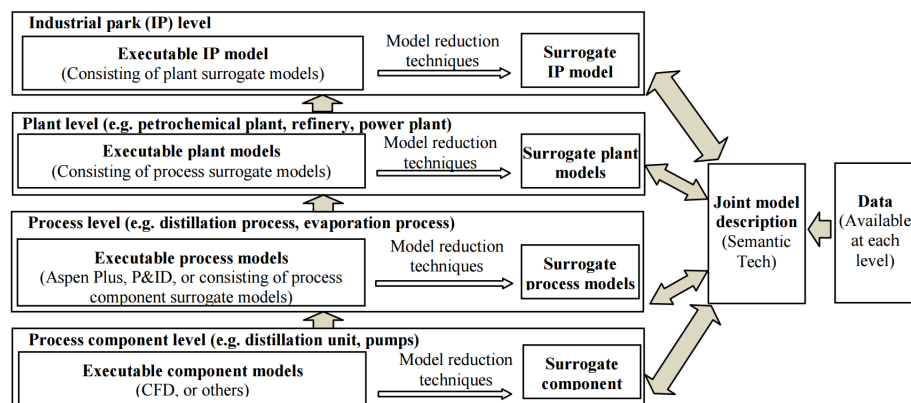 Industrial park (IP) level
Executable IP model
(Consisting of plant surrogate models)
Model reduction
techniques
Surrogate
IP model
Plant level (e.g. petrochemical plant, refinery, power plant)
Executable plant models
(Consisting of process surrogate models)
Model reduction
techniques
Surrogate plant
models
Process level (e.g. distillation process, evaporation process)
Executable process models
(Aspen Plus, P&ID, or consisting of process
component surrogate models)
Model reduction
techniques
Surrogate
process models
Process component level (e.g. distillation unit, pumps)
Executable component models
(CFD, or others)
Model reduction
techniques
Surrogate
component
Joint model
description
(Semantic
Tech)
Data
(Available
at each
level)